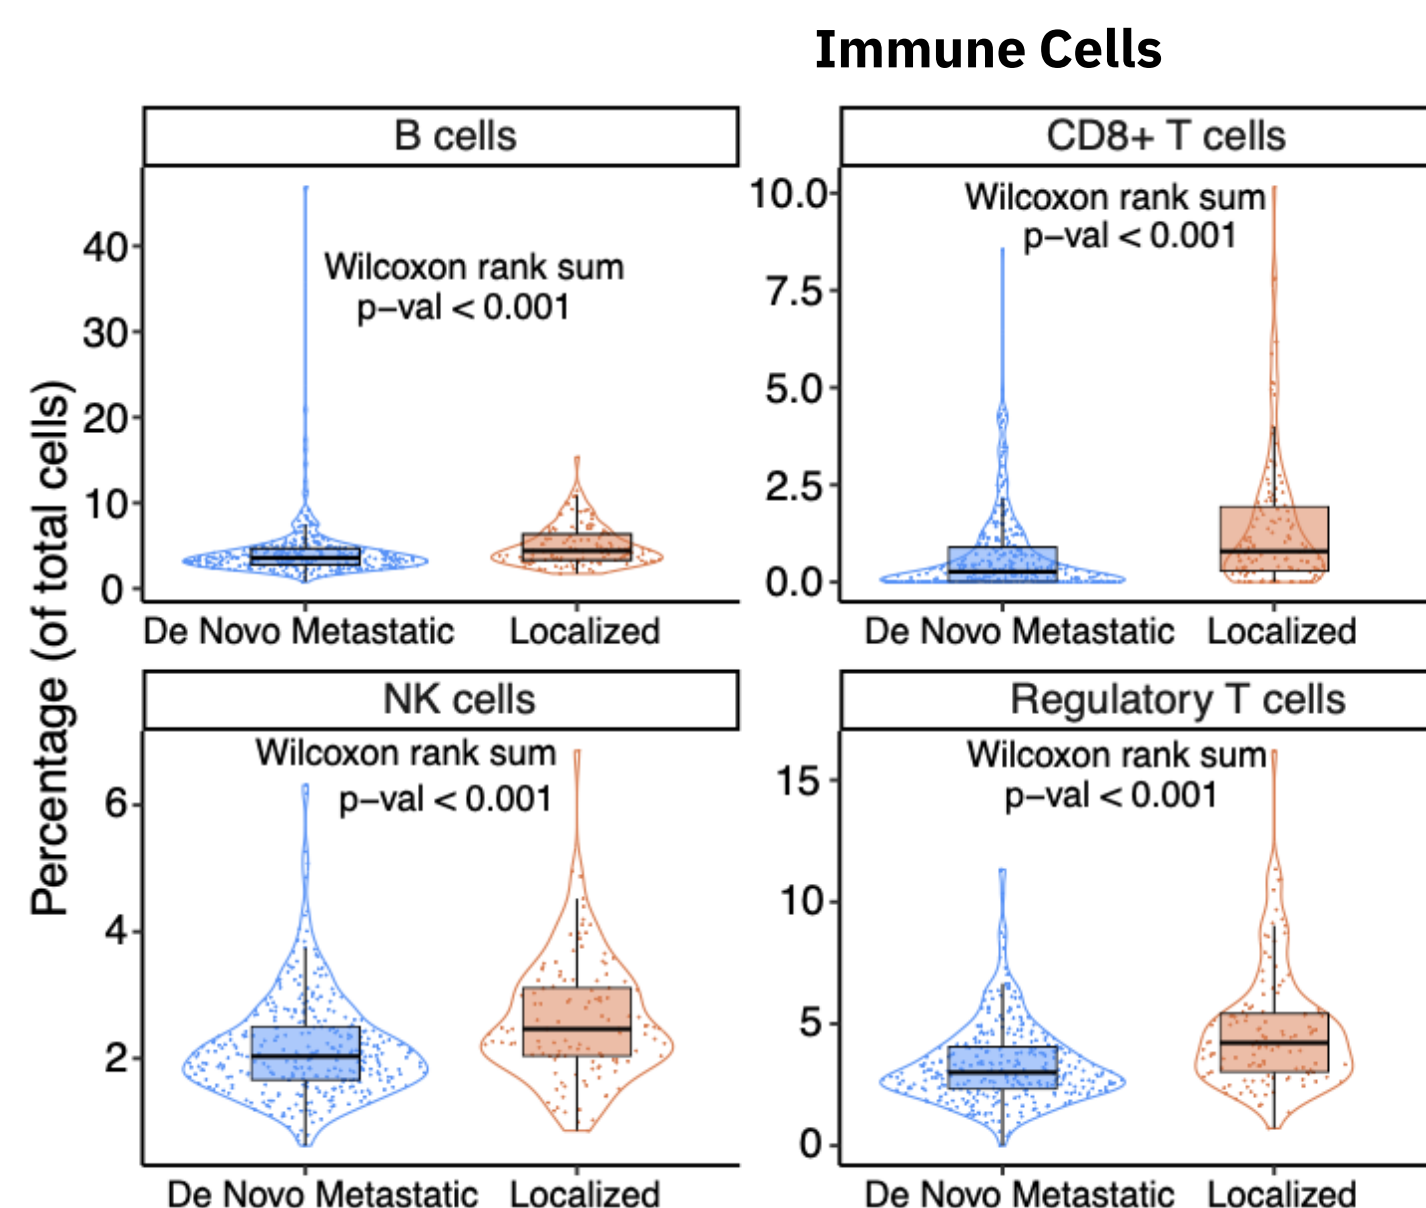 Immune Cells
B cells
CD8+ T cells
Percentage (of total cells)
40
30
20
10
0
Wilcoxon rank sum
p-val < 0.001
De Novo Metastatic
Localized
10.0
7.5
5.0
2.5
0.0
Wilcoxon rank sum
p-val < 0.001
De Novo Metastatic
Localized
NK cells
Regulatory T cells
6
4
2
Wilcoxon rank sum
p-val < 0.001
De Novo Metastatic
Localized
15
10
5
0
Wilcoxon rank sum
p-val < 0.001
De Novo Metastatic
Localized